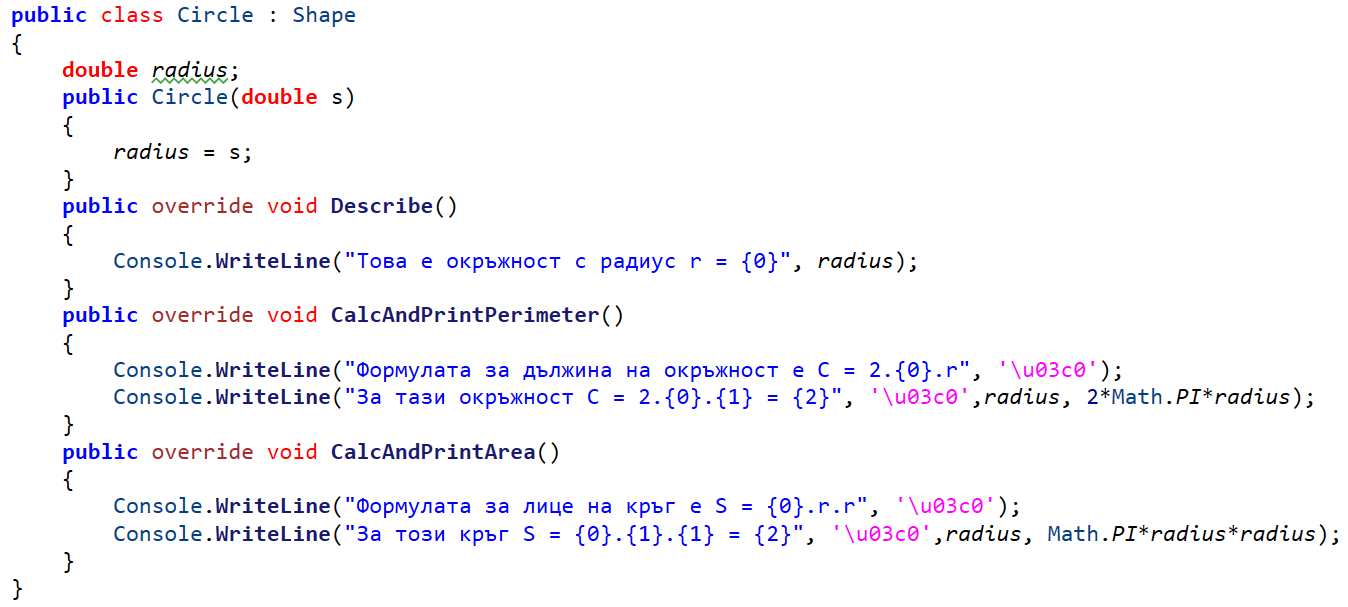 public class Circle : Shape
{
    double radius;
    public Circle(double s)
    {
        radius = s;
    }
    public override void Describe()
    {
        Console.WriteLine("Това е окръжност с радиус r = {0}", radius);
    }
    public override void CalcAndPrintPerimeter()
    {
        Console.WriteLine("Формулата за дължина на окръжност е C = 2.{0}.r", '\u03c0');
        Console.WriteLine("За тази окръжност C = 2.{0}.{1} = {2}", '\u03c0',radius, 2*Math.PI*radius);
    }
    public override void CalcAndPrintArea()
    {
        Console.WriteLine("Формулата за лице на кръг е S = {0}.r.r", '\u03c0');
        Console.WriteLine("За този кръг S = {0}.{1}.{1} = {2}", '\u03c0',radius, Math.PI*radius*radius);
    }
}